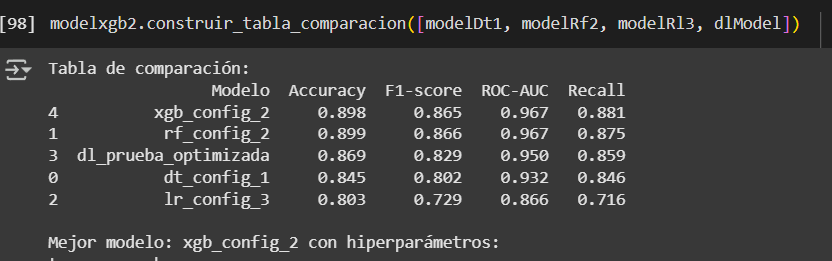 [98] modelxgb2.construir_tabla_comparacion([modelDt1, modelRf2, modelRl3, dlModel])
Tabla de comparación:
Modelo Accuracy F1-score ROC-AUC Recall
4 xgb_config_2 0.898 0.865 0.967 0.881
1 rf_config_2 0.899 0.866 0.967 0.875
3 dl_prueba_optimizada 0.869 0.829 0.950 0.859
0 dt_config_1 0.845 0.802 0.932 0.846
2 lr_config_3 0.803 0.729 0.866 0.716
Mejor modelo: xgb_config_2 con hiperparámetros: